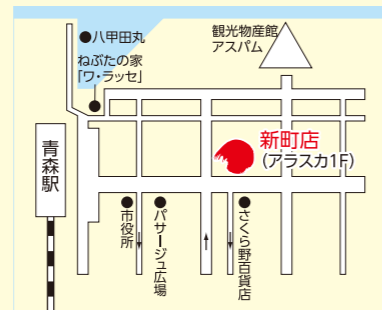 八甲田丸
ねぶたの家
「ワ・ラッセ」
観光物産館
アスパム
新町店
(アラスカ1F)
青森駅
市役所
パサージュ広場
さくら野百貨店